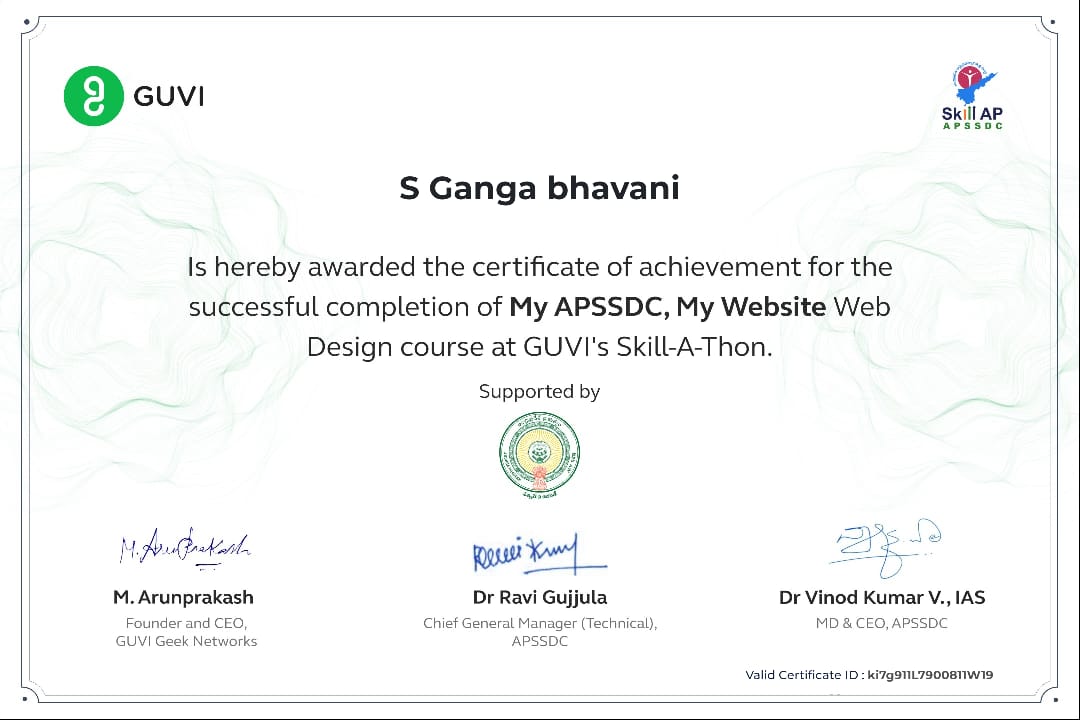 GUVI
Skill AP
APSSDC
S Ganga bhavani
Is hereby awarded the certificate of achievement for the
successful completion of My APSSDC, My Website Web
Design course at GUVI's Skill-A-Thon.
Supported by
M. Arunprakash
M. Arunprakash
Founder and CEO,
GUVI Geek Networks
Dr Ravi Gujjula
Chief General Manager (Technical),
APSSDC
Dr Vinod Kumar V., IAS
MD & CEO, APSSDC
Valid Certificate ID : ki7g911L7900811W19